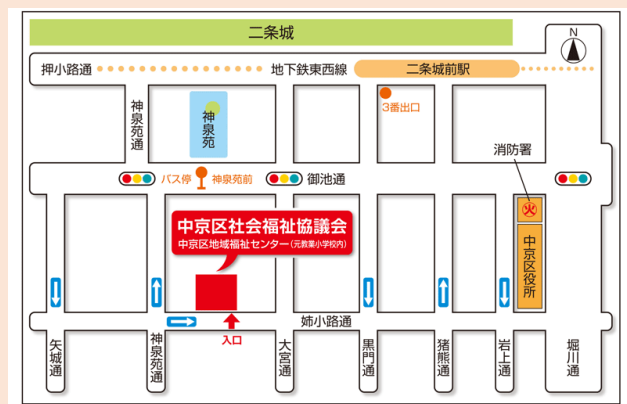 二条城
N
押小路通
地下鉄東西線
二条城前駅
3番出口
神泉苑通
神泉苑
消防署
バス停
神泉苑前
御池通
火
中京区社会福祉協議会
中京区地域福祉センター(元教業小学校内)
中京区役所
姉小路通
入口
矢城通
神泉苑通
大宮通
黒門通
猪熊通
岩上通
堀川通